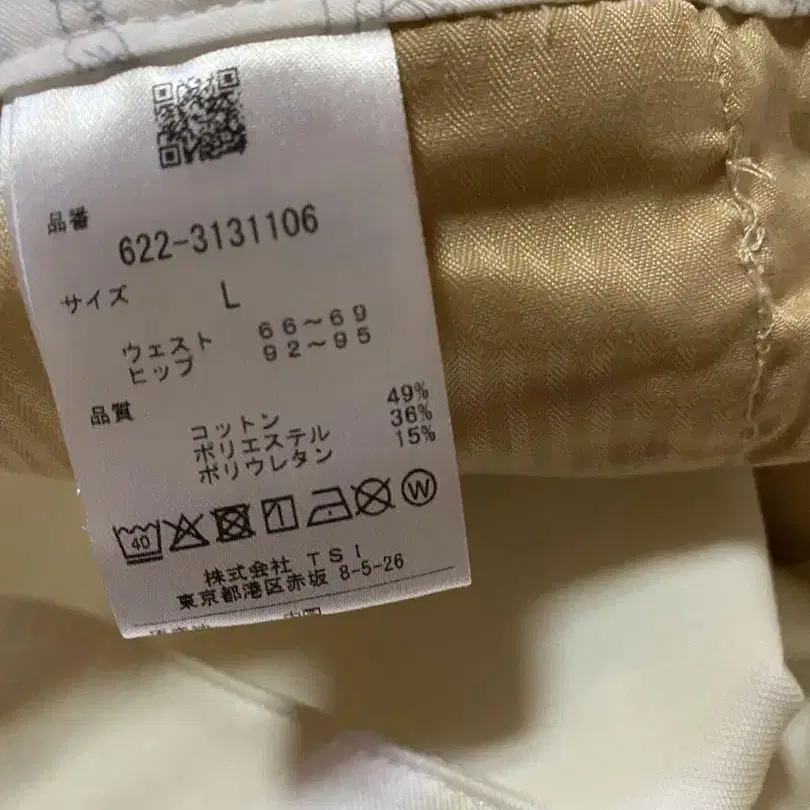 品番
622-3131106
サイズ L
ウェスト 66～69
ヒップ 92～95
品質
コットン 49%
ポリエステル 36%
ポリウレタン 15%
40 W
株式会社 TSI
東京都港区赤坂 8-5-26